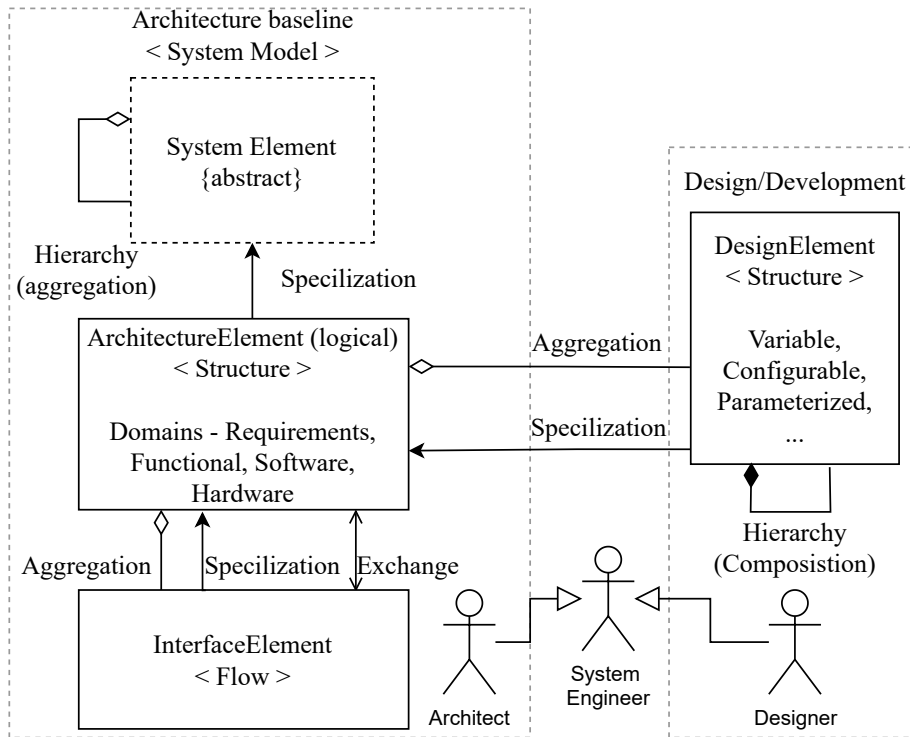 Architecture baseline
< System Model >
System Element
{abstract}
Hierarchy
(aggregation)
Specilization
ArchitectureElement (logical)
< Structure >
Domains - Requirements,
Functional, Software,
Hardware
Aggregation
Specilization
Design/Development
DesignElement
< Structure >
Variable,
Configurable,
Parameterized,
...
Hierarchy
(Composistion)
Aggregation
Specilization
Exchange
InterfaceElement
< Flow >
Architect
System
Engineer
Designer